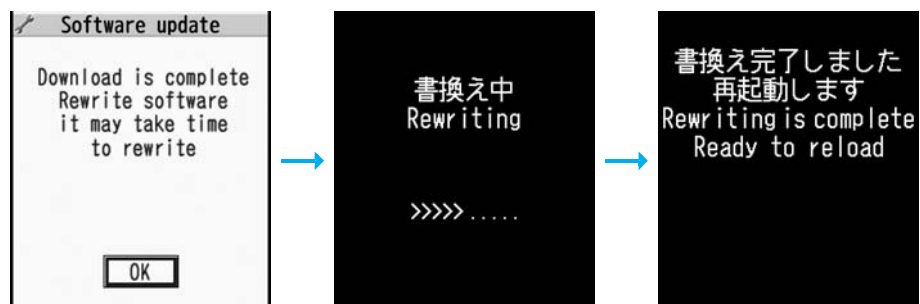 Software update
Download is complete
Rewrite software
it may take time
to rewrite
OK
書換え中
Rewriting
>>>>>.....
書換え完了しました
再起動します
Rewriting is complete
Ready to reload